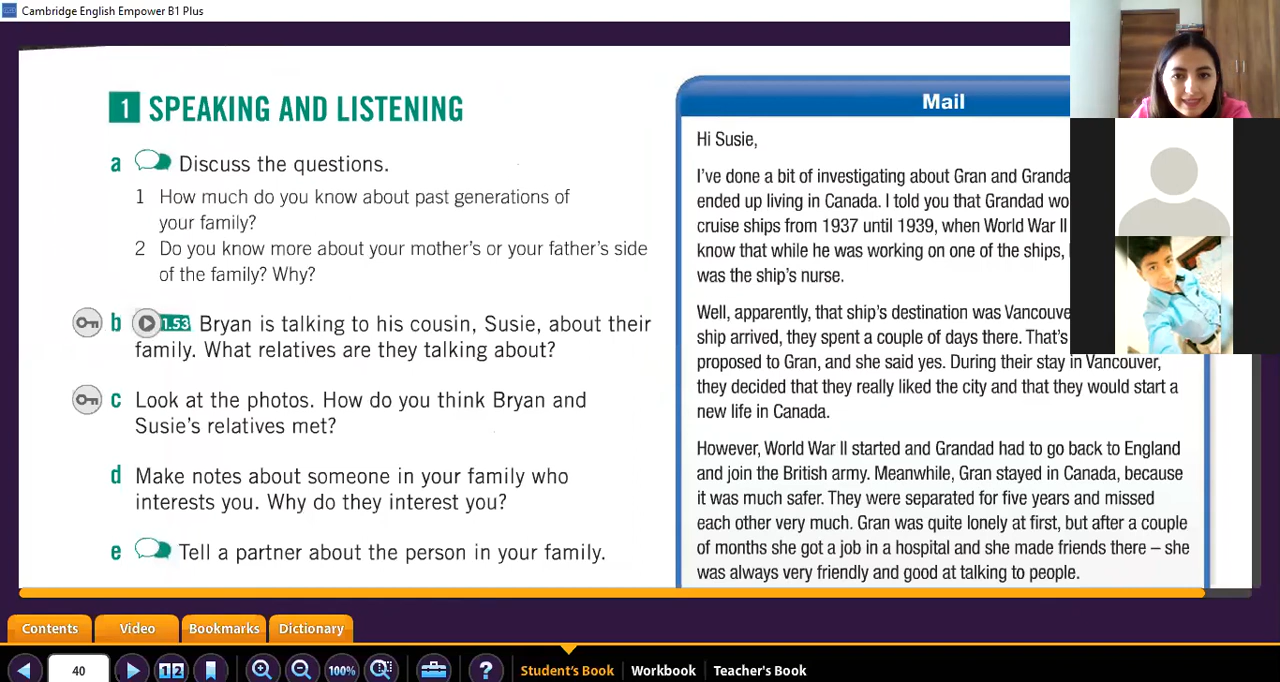 Cambridge English Empower B1 Plus
1 SPEAKING AND LISTENING
a Discuss the questions.
1 How much do you know about past generations of
your family?
2 Do you know more about your mother's or your father's side
of the family? Why?
b 1.53 Bryan is talking to his cousin, Susie, about their
family. What relatives are they talking about?
c Look at the photos. How do you think Bryan and
Susie's relatives met?
d Make notes about someone in your family who
interests you. Why do they interest you?
e Tell a partner about the person in your family.
Mail
Hi Susie,
I've done a bit of investigating about Gran and Granda
ended up living in Canada. I told you that Grandad wo
cruise ships from 1937 until 1939, when World War II
know that while he was working on one of the ships,
was the ship's nurse.
Well, apparently, that ship's destination was Vancouve
ship arrived, they spent a couple of days there. That's
proposed to Gran, and she said yes. During their stay in Vancouver,
they decided that they really liked the city and that they would start a
new life in Canada.
However, World War II started and Grandad had to go back to England
and join the British army. Meanwhile, Gran stayed in Canada, because
it was much safer. They were separated for five years and missed
each other very much. Gran was quite lonely at first, but after a couple
of months she got a job in a hospital and she made friends there – she
was always very friendly and good at talking to people.
Contents Video Bookmarks Dictionary
40 1 2 100% ? Student's Book Workbook Teacher's Book